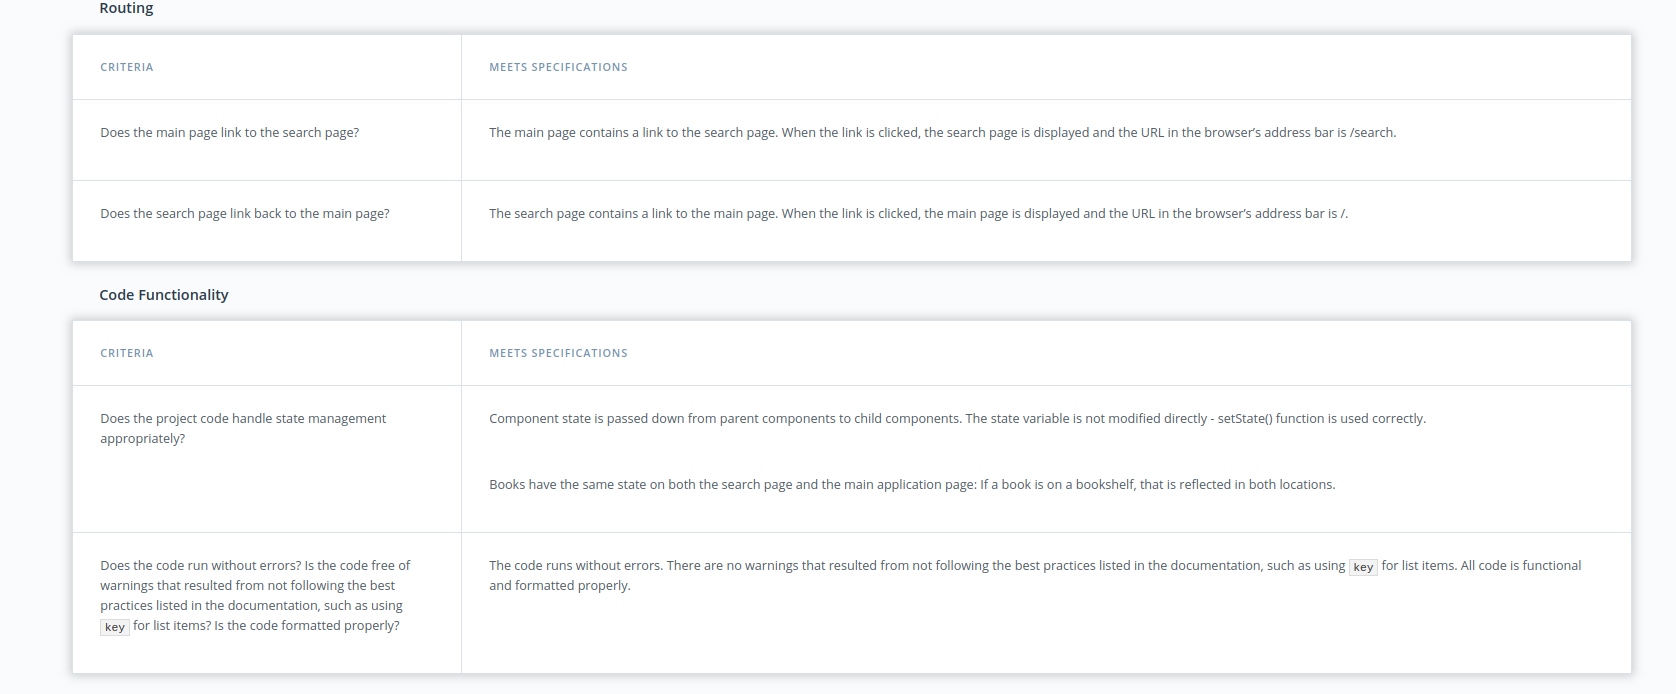 Routing
CRITERIA
MEETS SPECIFICATIONS
Does the main page link to the search page?
The main page contains a link to the search page. When the link is clicked, the search page is displayed and the URL in the browser’s address bar is /search.
Does the search page link back to the main page?
The search page contains a link to the main page. When the link is clicked, the main page is displayed and the URL in the browser’s address bar is /.
Code Functionality
CRITERIA
MEETS SPECIFICATIONS
Does the project code handle state management
appropriately?
Component state is passed down from parent components to child components. The state variable is not modified directly - setState() function is used correctly.
Books have the same state on both the search page and the main application page: If a book is on a bookshelf, that is reflected in both locations.
Does the code run without errors? Is the code free of
warnings that resulted from not following the best
practices listed in the documentation, such as using
key for list items? Is the code formatted properly?
The code runs without errors. There are no warnings that resulted from not following the best practices listed in the documentation, such as using key for list items. All code is functional
and formatted properly.